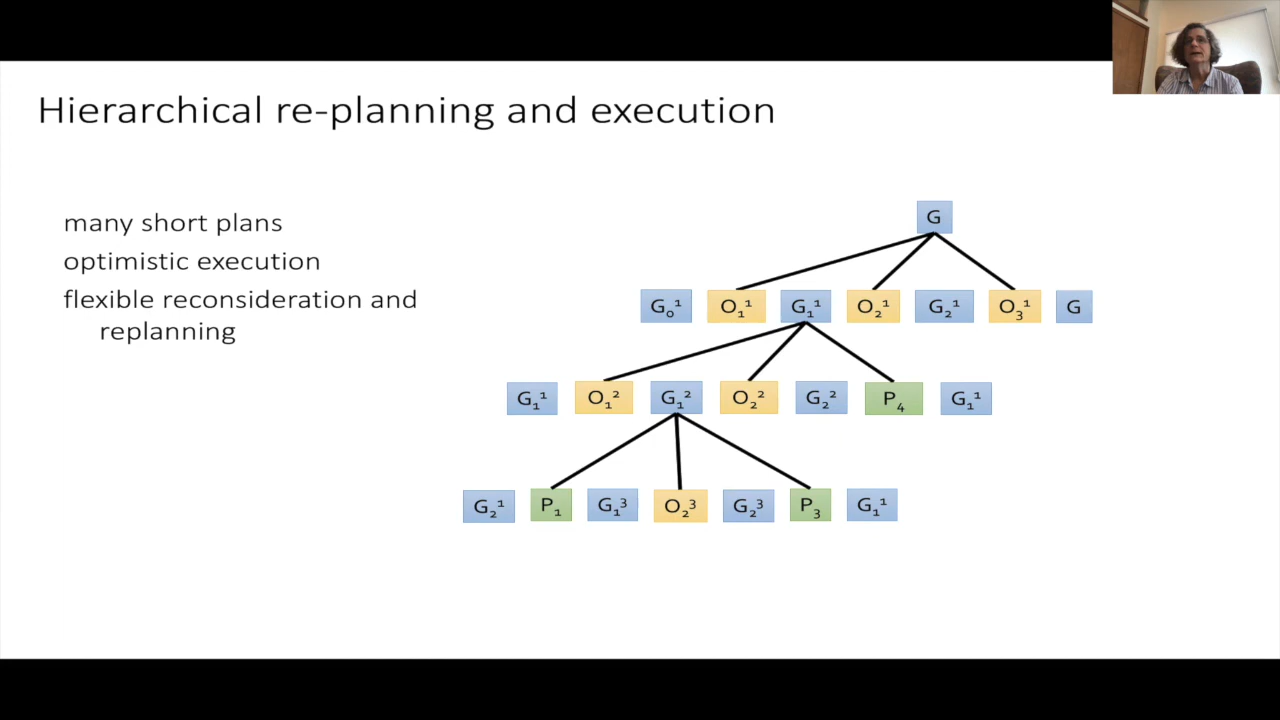 Hierarchical re-planning and execution
many short plans
optimistic execution
flexible reconsideration and
replanning
G
G₀¹ O₁¹ G₁¹ O₂¹ G₂¹ O₃¹ G
G₁¹ O₁² G₁² O₂² G₂² P₄ G₁¹
G₂¹ P₁ G₁³ O₂³ G₂³ P₃ G₁¹